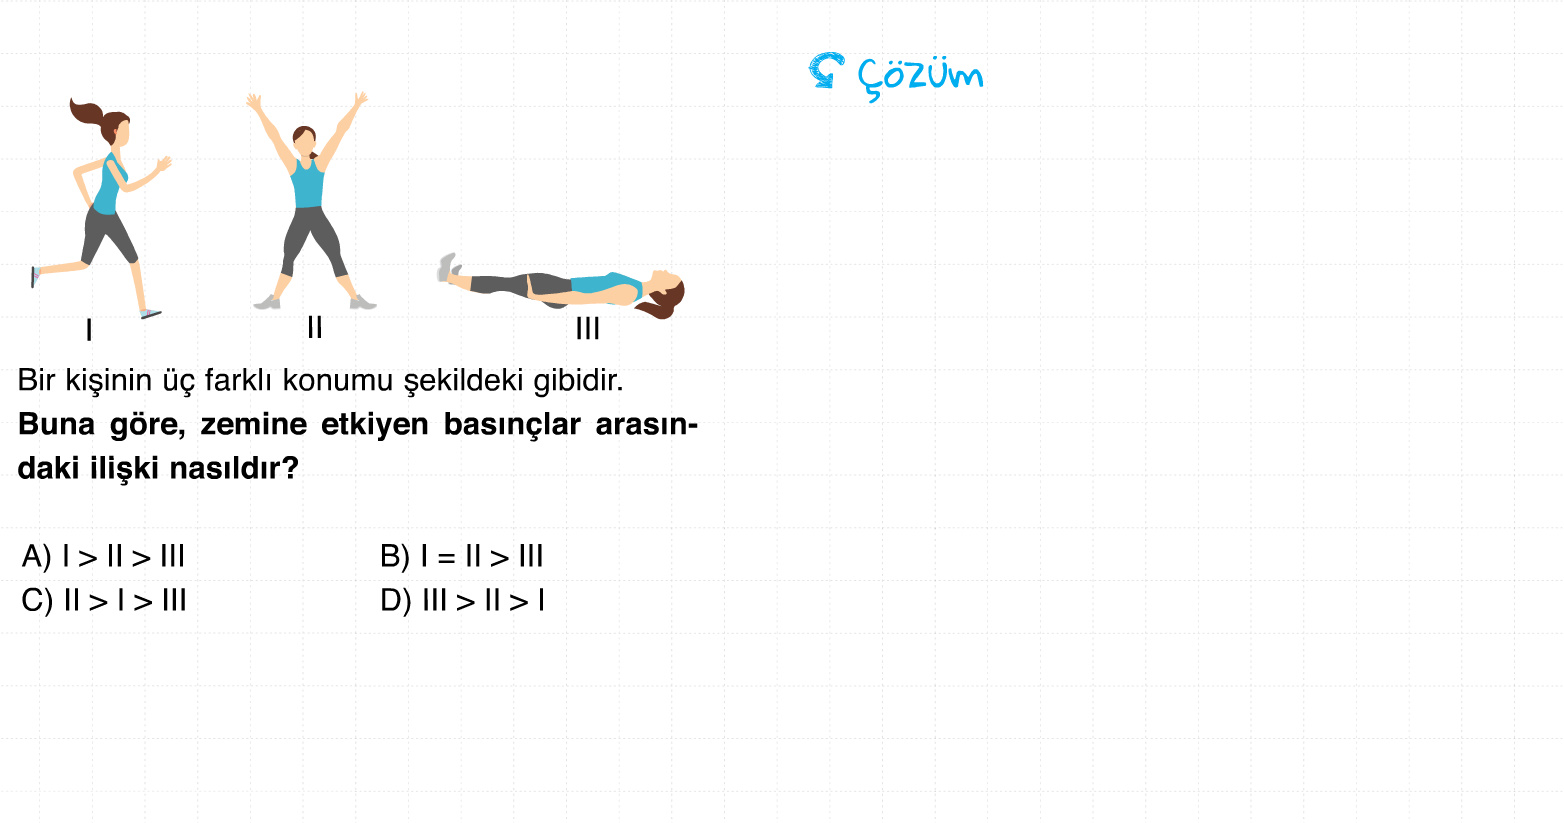 Çözüm
I
II
III
Bir kişinin üç farklı konumu şekildeki gibidir.
Buna göre, zemine etkiyen basınçlar arasın-
daki ilişki nasıldır?
A) I > II > III
B) I = II > III
C) II > I > III
D) III > II > I